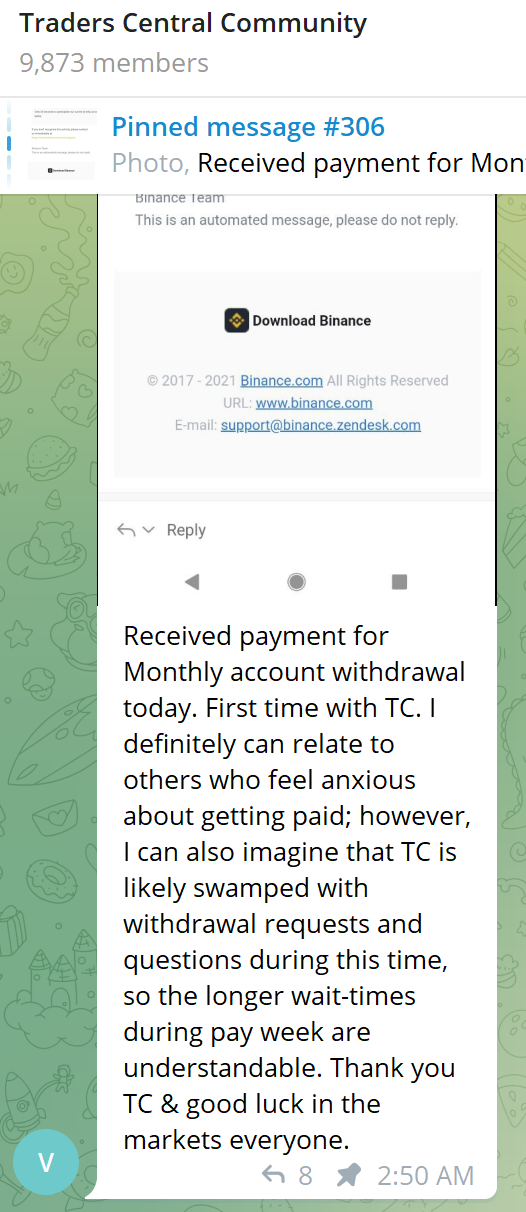 Traders Central Community
9,873 members
Pinned message #306
Photo, Received payment for Mon
Binance Team
This is an automated message, please do not reply.
Download Binance
© 2017 - 2021 Binance.com All Rights Reserved
URL: www.binance.com
E-mail: support@binance.zendesk.com
Reply
Received payment for
Monthly account withdrawal
today. First time with TC. I
definitely can relate to
others who feel anxious
about getting paid; however,
I can also imagine that TC is
likely swamped with
withdrawal requests and
questions during this time,
so the longer wait-times
during pay week are
understandable. Thank you
TC & good luck in the
markets everyone.
V
8 2:50 AM